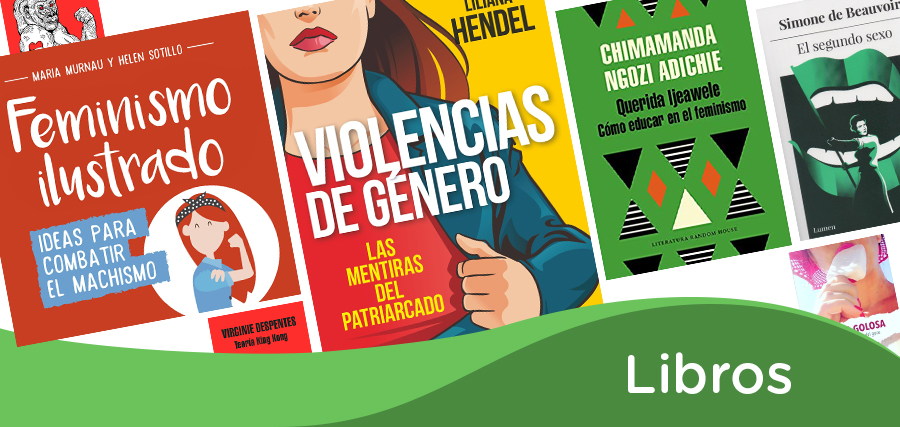 MARIA MURNAU Y HELEN SOTILLO
Feminismo
ilustrado
IDEAS PARA
COMBATIR
EL MACHISMO
VIRGINIE DESPENTES
Teoría King Kong
LILIANA
HENDEL
VIOLENCIAS
DE GÉNERO
LAS
MENTIRAS
DEL
PATRIARCADO
CHIMAMANDA
NGOZI ADICHIE
Querida Ijeawele
Cómo educar en el feminismo
LITERATURA RANDOM HOUSE
Simone de Beauvoir
El segundo sexo
Lumen
GOLOSA
Libros